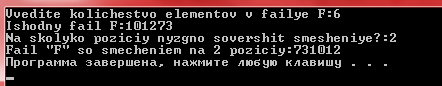 Vvedite kolichestvo elementov v failye F:6
Ishodny fail F:101273
Na skolyko poziciy nyzgno sovershit smesheniye?:2
Fail "F" so smecheniem na 2 poziciy:731012
Программа завершена, нажмите любую клавишу . . .